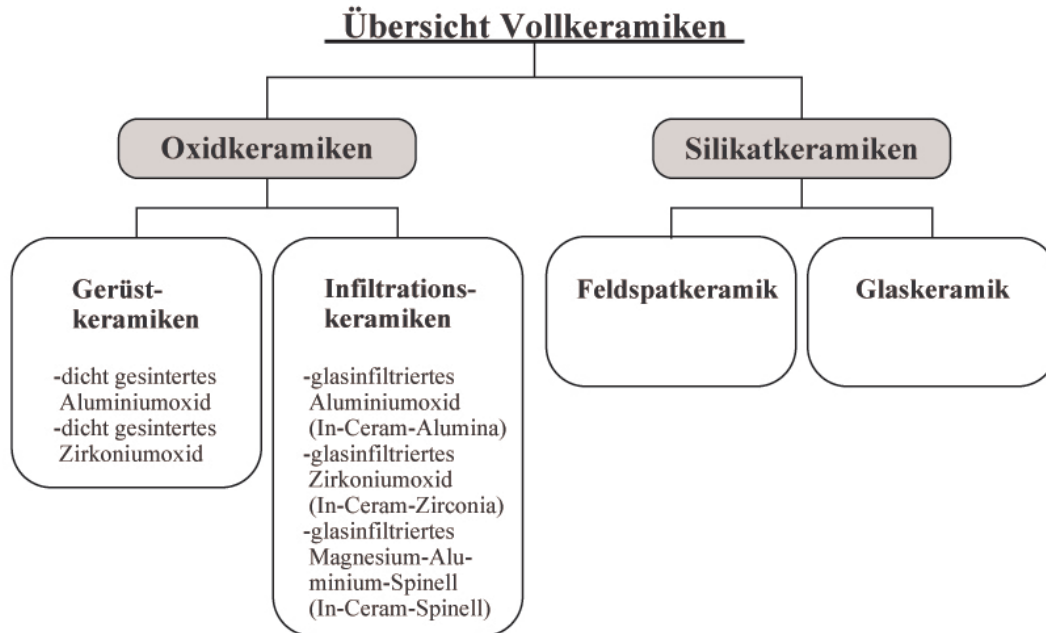 Übersicht Vollkeramiken
Oxidkeramiken
Silikatkeramiken
Gerüst-
keramiken
-dicht gesintertes
Aluminiumoxid
-dicht gesintertes
Zirkoniumoxid
Infiltrations-
keramiken
-glasinfiltriertes
Aluminiumoxid
(In-Ceram-Alumina)
-glasinfiltriertes
Zirkoniumoxid
(In-Ceram-Zirconia)
-glasinfiltriertes
Magnesium-Alu-
minium-Spinell
(In-Ceram-Spinell)
Feldspatkeramik
Glaskeramik